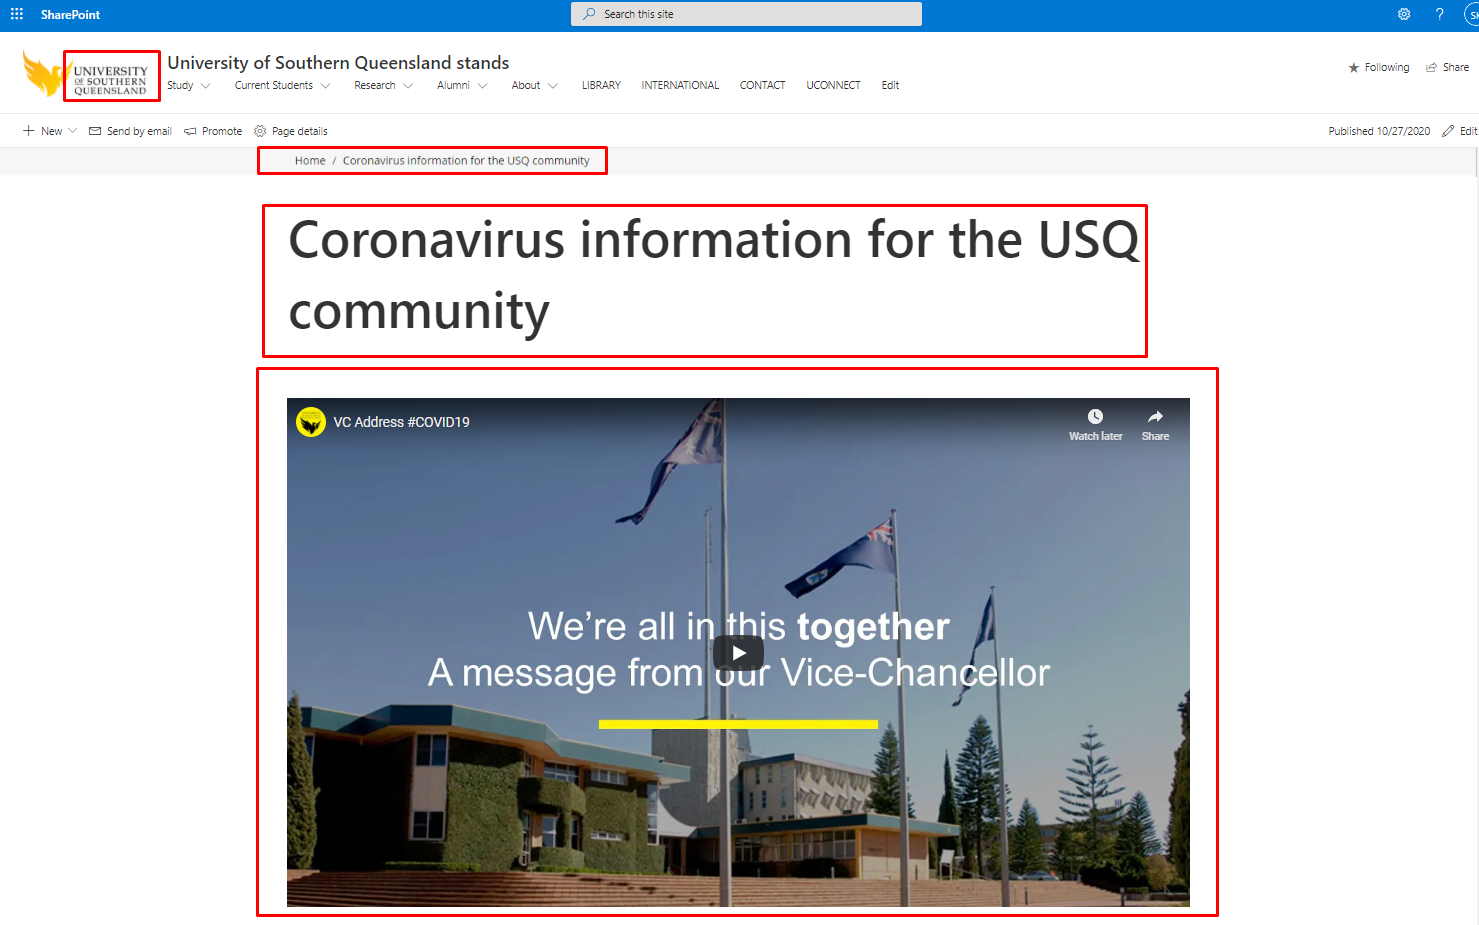 SharePoint
Search this site
?
SK
UNIVERSITY
OF SOUTHERN
QUEENSLAND
University of Southern Queensland stands
Study Current Students Research Alumni About LIBRARY INTERNATIONAL CONTACT UCONNECT Edit
Following Share
New Send by email Promote Page details
Published 10/27/2020 Edit
Home / Coronavirus information for the USQ community
Coronavirus information for the USQ
community
VC Address #COVID19
Watch later Share
We're all in this together
A message from our Vice-Chancellor